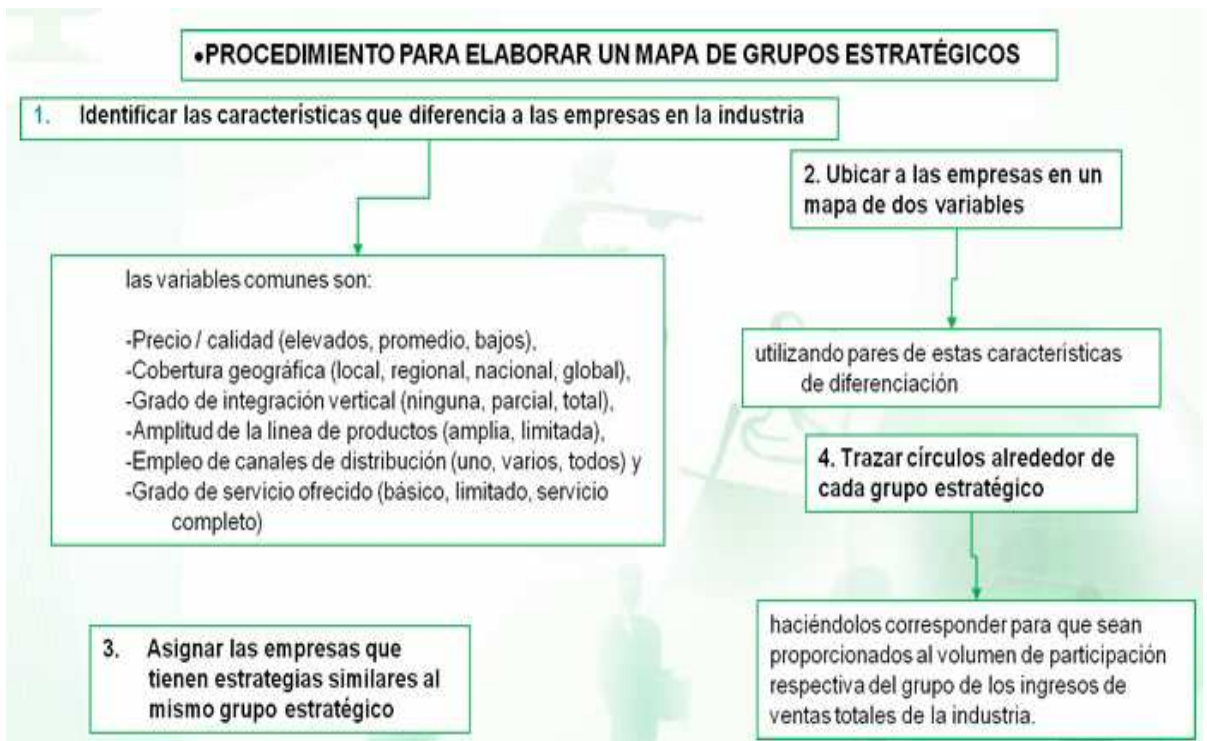 •PROCEDIMIENTO PARA ELABORAR UN MAPA DE GRUPOS ESTRATÉGICOS
1. Identificar las características que diferencia a las empresas en la industria
las variables comunes son:
-Precio / calidad (elevados, promedio, bajos),
-Cobertura geográfica (local, regional, nacional, global),
-Grado de integración vertical (ninguna, parcial, total),
-Amplitud de la linea de productos (amplia, limitada),
-Empleo de canales de distribución (uno, varios, todos) y
-Grado de servicio ofrecido (básico, limitado, servicio
completo)
2. Ubicar a las empresas en un
mapa de dos variables
utilizando pares de estas características
de diferenciación
3. Asignar las empresas que
tienen estrategias similares al
mismo grupo estratégico
4. Trazar círculos alrededor de
cada grupo estratégico
haciéndolos corresponder para que sean
proporcionados al volumen de participación
respectiva del grupo de los ingresos de
ventas totales de la industria.